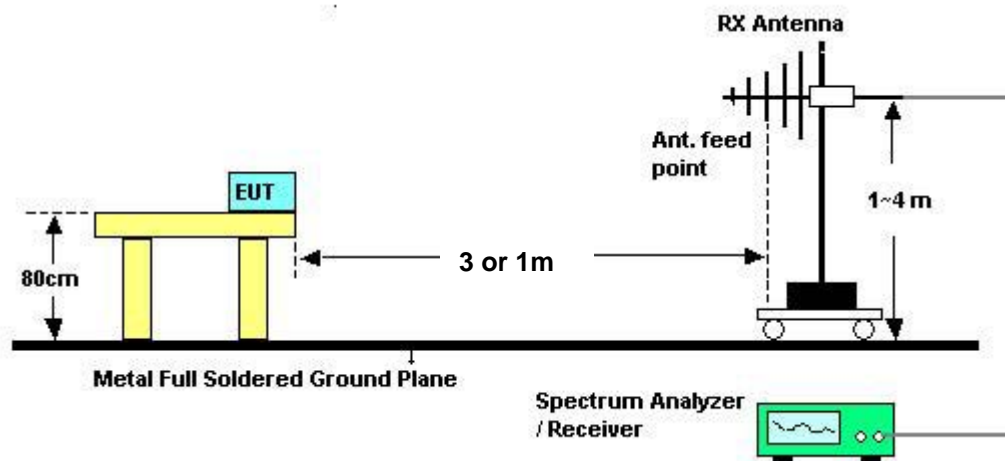 RX Antenna
Ant. feed
point
EUT
1~4 m
3 or 1m
80cm
Metal Full Soldered Ground Plane
Spectrum Analyzer
/ Receiver